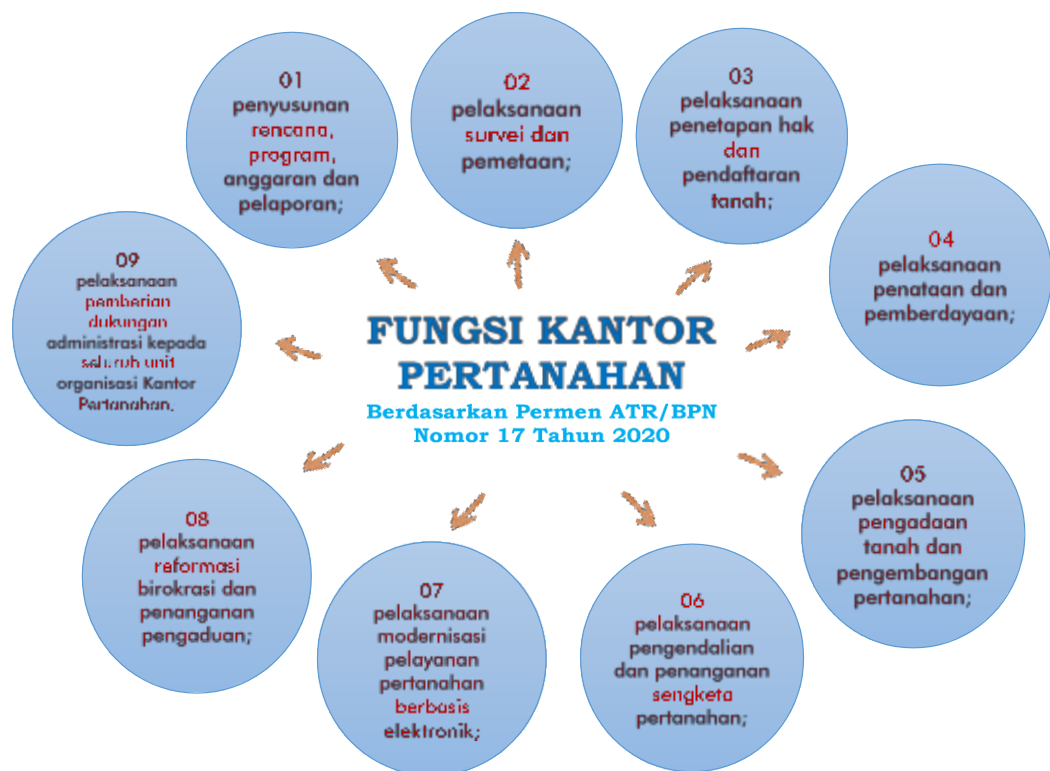 FUNGSI KANTOR
PERTANAHAN
Berdasarkan Permen ATR/BPN
Nomor 17 Tahun 2020
01
penyusunan
rencana,
program,
anggaran dan
pelaporan;
02
pelaksanaan
survei dan
pemetaan;
03
pelaksanaan
penetapan hak
dan
pendaftaran
tanah;
04
pelaksanaan
penataan dan
pemberdayaan;
05
pelaksanaan
pengadaan
tanah dan
pengembangan
pertanahan;
06
pelaksanaan
pengendalian
dan penanganan
sengketa
pertanahan;
07
pelaksanaan
modernisasi
pelayanan
pertanahan
berbasis
elektronik;
08
pelaksanaan
reformasi
birokrasi dan
penanganan
pengaduan;
09
pelaksanaan
pemberian
dukungan
administrasi kepada
seluruh unit
organisasi Kantor
Pertanahan.